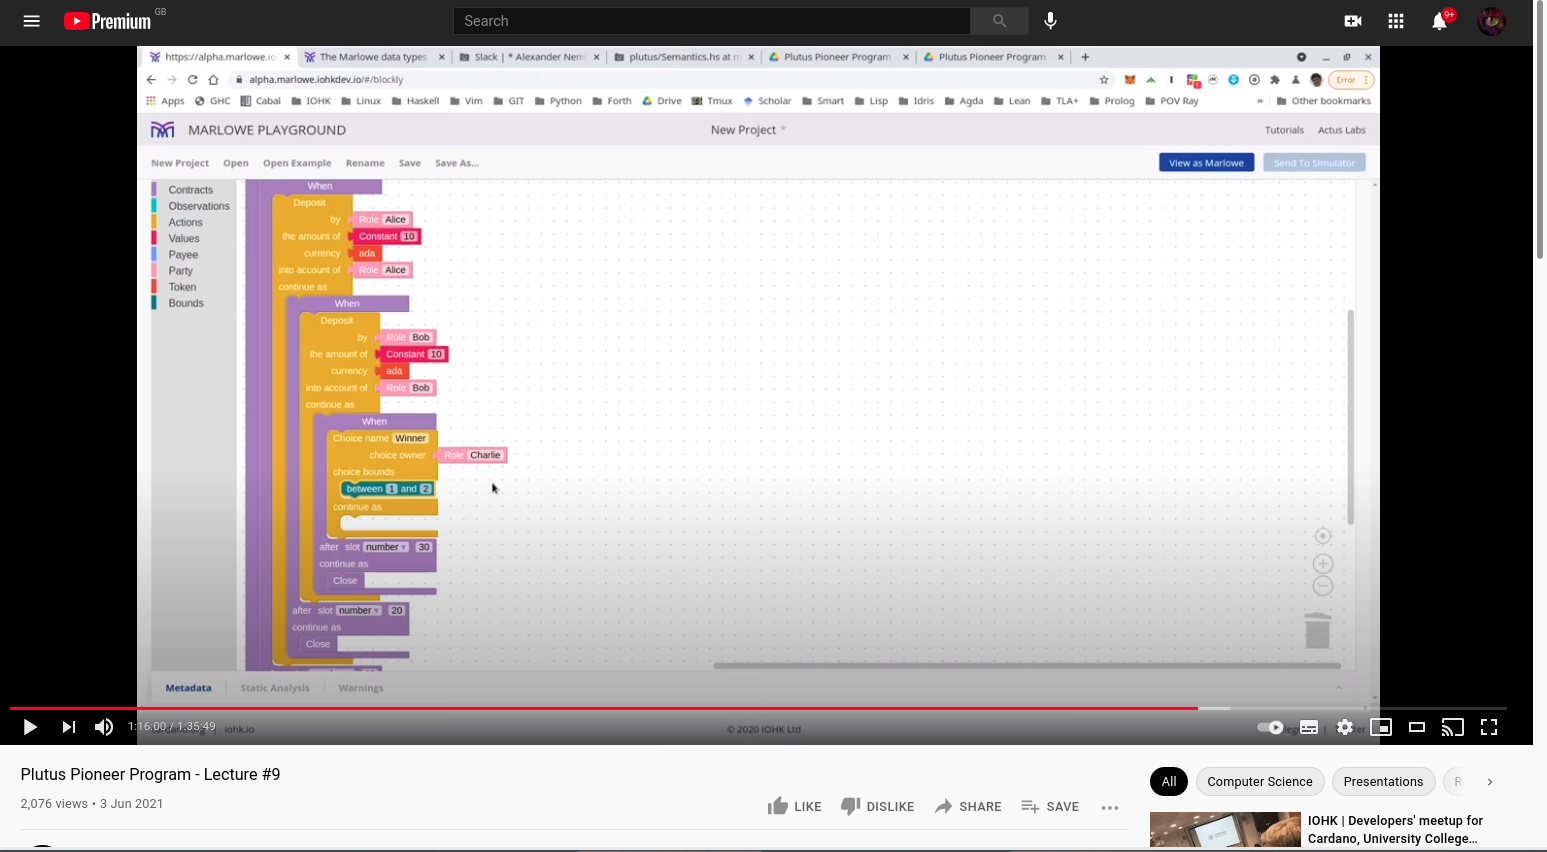 Premium GB
Search
9+
https://alpha.marlowe.io
The Marlowe data types
Slack | * Alexander Nem
plutus/Semantics.hs at m
Plutus Pioneer Program
Plutus Pioneer Program
alpha.marlowe.iohkdev.io/#/blockly
Error
Apps GHC Cabal IOHK Linux Haskell Vim GIT Python Forth Drive Tmux Scholar Smart Lisp Idris Agda Lean TLA+ Prolog POV Ray » Other bookmarks
MARLOWE PLAYGROUND
New Project *
Tutorials Actus Labs
New Project Open Open Example Rename Save Save As...
View as Marlowe Send To Simulator
Contracts
Observations
Actions
Values
Payee
Party
Token
Bounds
When
Deposit
by Role Alice
the amount of Constant 10
currency ada
into account of Role Alice
continue as
When
Deposit
by Role Bob
the amount of Constant 10
currency ada
into account of Role Bob
continue as
When
Choice name Winner
choice owner Role Charlie
choice bounds
between 1 and 2
continue as
after slot number 30
continue as
Close
after slot number 20
continue as
Close
Metadata Static Analysis Warnings
1:16:00 / 1:35:49
iohk.io
© 2020 IOHK Ltd
Plutus Pioneer Program - Lecture #9
2,076 views • 3 Jun 2021
LIKE DISLIKE SHARE SAVE
All Computer Science Presentations
IOHK | Developers' meetup for
Cardano, University College…